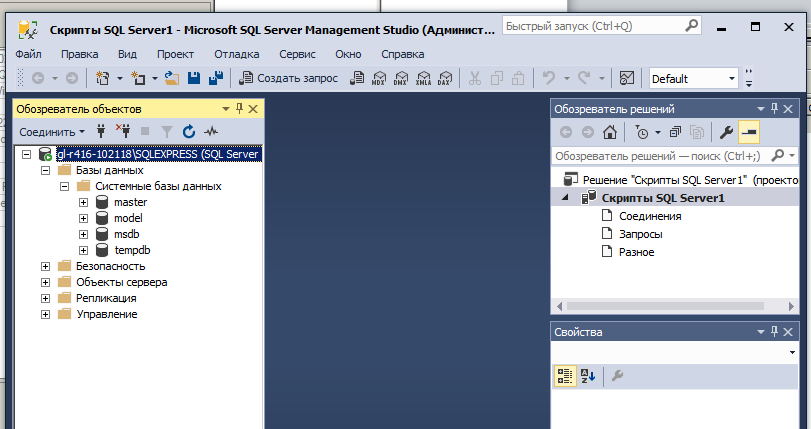 Скрипты SQL Server1 - Microsoft SQL Server Management Studio (Админист...
Быстрый запуск (Ctrl+Q)
Файл Правка Вид Проект Отладка Сервис Окно Справка
Создать запрос MDX DMX XMLA DAX Default
Обозреватель объектов
Соединить
gl-r416-102118\SQLEXPRESS (SQL Server
Базы данных
Системные базы данных
master
model
msdb
tempdb
Безопасность
Объекты сервера
Репликация
Управление
Обозреватель решений
Обозреватель решений — поиск (Ctrl+;)
Решение "Скрипты SQL Server1" (проектов
Скрипты SQL Server1
Соединения
Запросы
Разное
Свойства